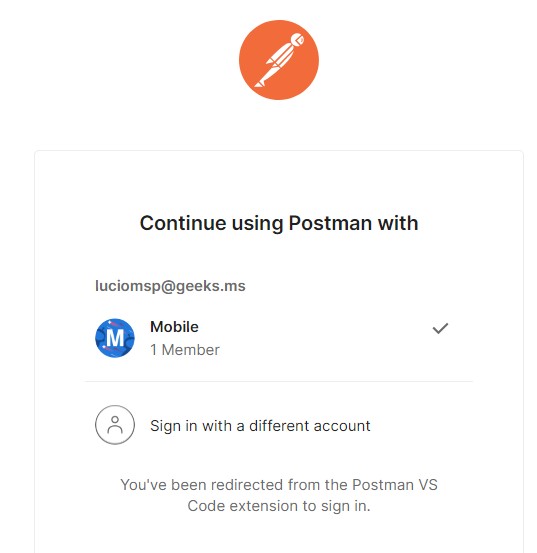 Continue using Postman with
luciomsp@geeks.ms
M
Mobile
1 Member
Sign in with a different account
You've been redirected from the Postman VS
Code extension to sign in.